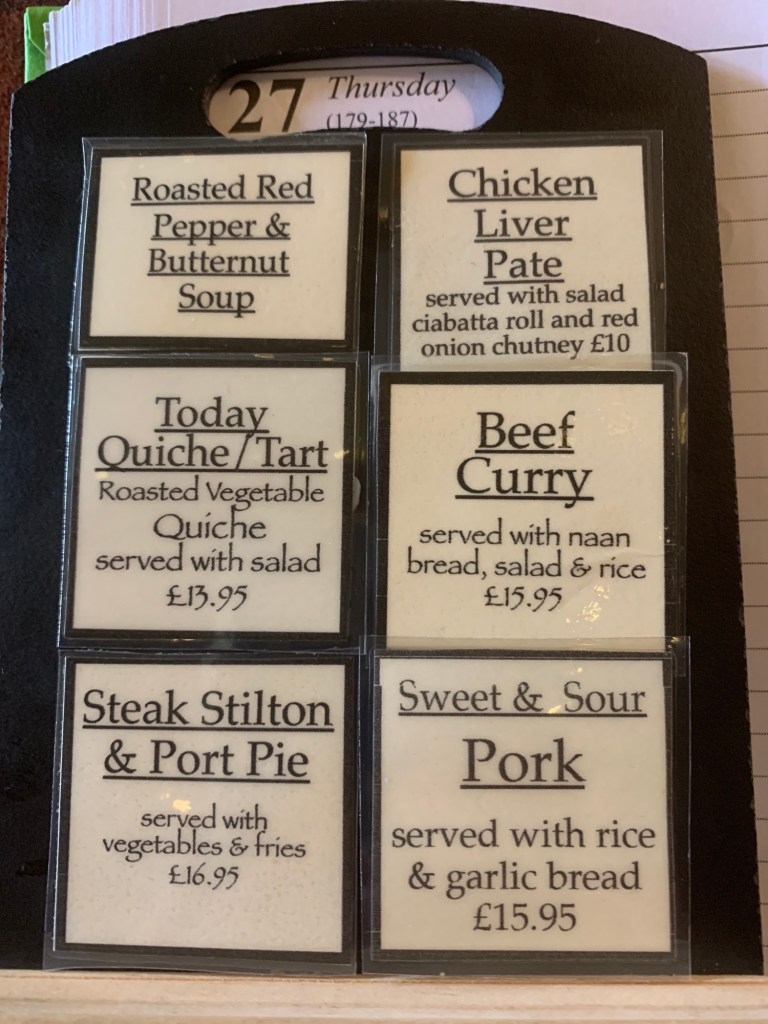 27 Thursday
(179-187)
Roasted Red
Pepper &
Butternut
Soup
Chicken
Liver
Pate
served with salad
ciabatta roll and red
onion chutney £10
Today
Quiche/Tart
Roasted Vegetable
Quiche
served with salad
£13.95
Beef
Curry
served with naan
bread, salad & rice
£15.95
Steak Stilton
& Port Pie
served with
vegetables & fries
£16.95
Sweet & Sour
Pork
served with rice
& garlic bread
£15.95